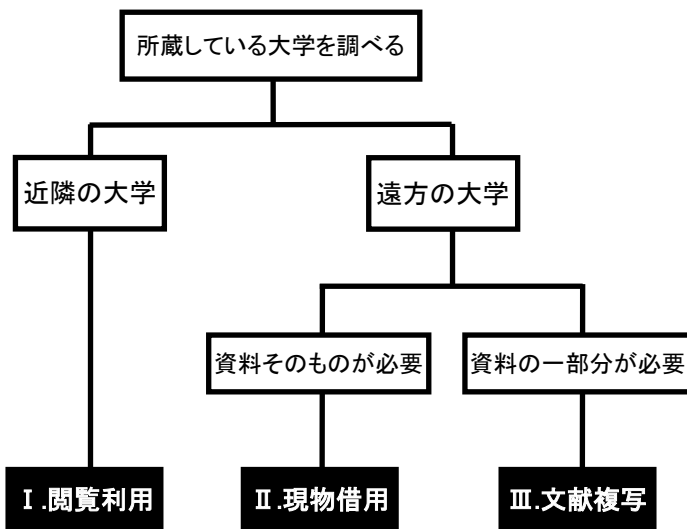 所蔵している大学を調べる
近隣の大学
遠方の大学
資料そのものが必要
資料の一部分が必要
Ⅰ.閲覧利用
Ⅱ.現物借用
Ⅲ.文献複写